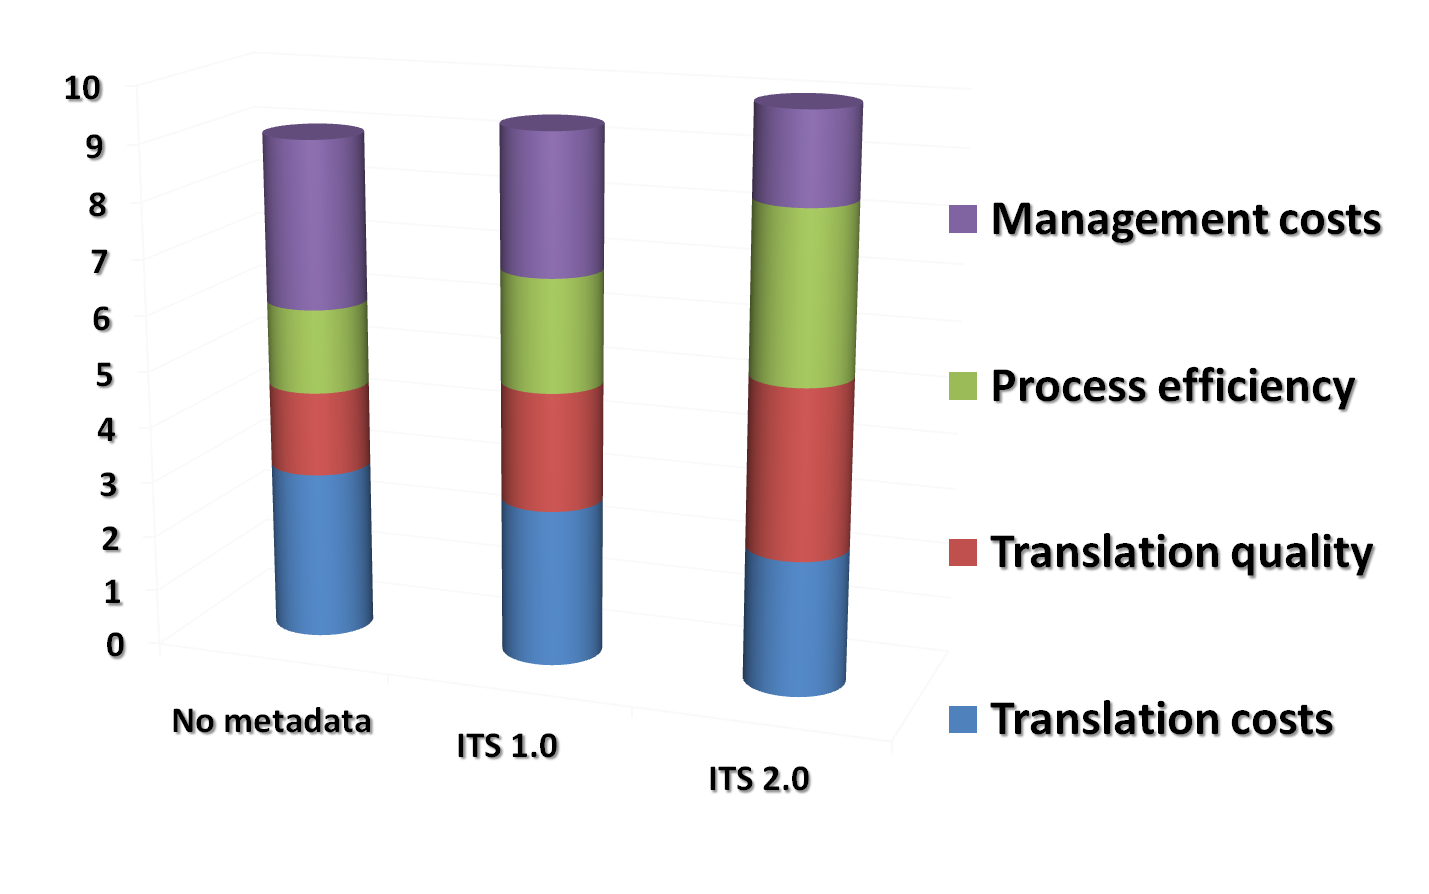 10
9
8
7
6
5
4
3
2
1
0
No metadata
ITS 1.0
ITS 2.0
Management costs
Process efficiency
Translation quality
Translation costs